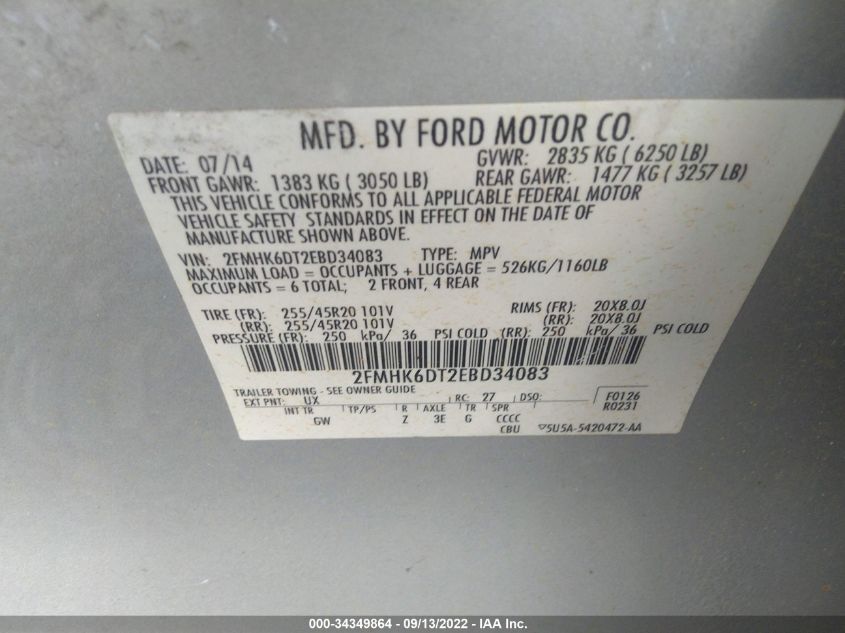 MFD. BY FORD MOTOR CO.
DATE: 07/14 GVWR: 2835 KG ( 6250 LB)
FRONT GAWR: 1383 KG ( 3050 LB) REAR GAWR: 1477 KG ( 3257 LB)
THIS VEHICLE CONFORMS TO ALL APPLICABLE FEDERAL MOTOR
VEHICLE SAFETY STANDARDS IN EFFECT ON THE DATE OF
MANUFACTURE SHOWN ABOVE.
VIN: 2FMHK6DT2EBD34083 TYPE: MPV
MAXIMUM LOAD = OCCUPANTS + LUGGAGE = 526KG/1160LB
OCCUPANTS = 6 TOTAL; 2 FRONT, 4 REAR
TIRE (FR): 255/45R20 101V RIMS (FR): 20X8.0J
(RR): 255/45R20 101V (RR): 20X8.0J
PRESSURE (FR): 250 kPa/ 36 PSI COLD (RR): 250 kPa/ 36 PSI COLD
2FMHK6DT2EBD34083
TRAILER TOWING - SEE OWNER GUIDE
EXT PNT: UX RC: 27 DSO: F0126
INT TR TP/PS R AXLE TR SPR R0231
GW Z 3E G CCCC
CBU 5U5A-5420472-AA
000-34349864 - 09/13/2022 - IAA Inc.